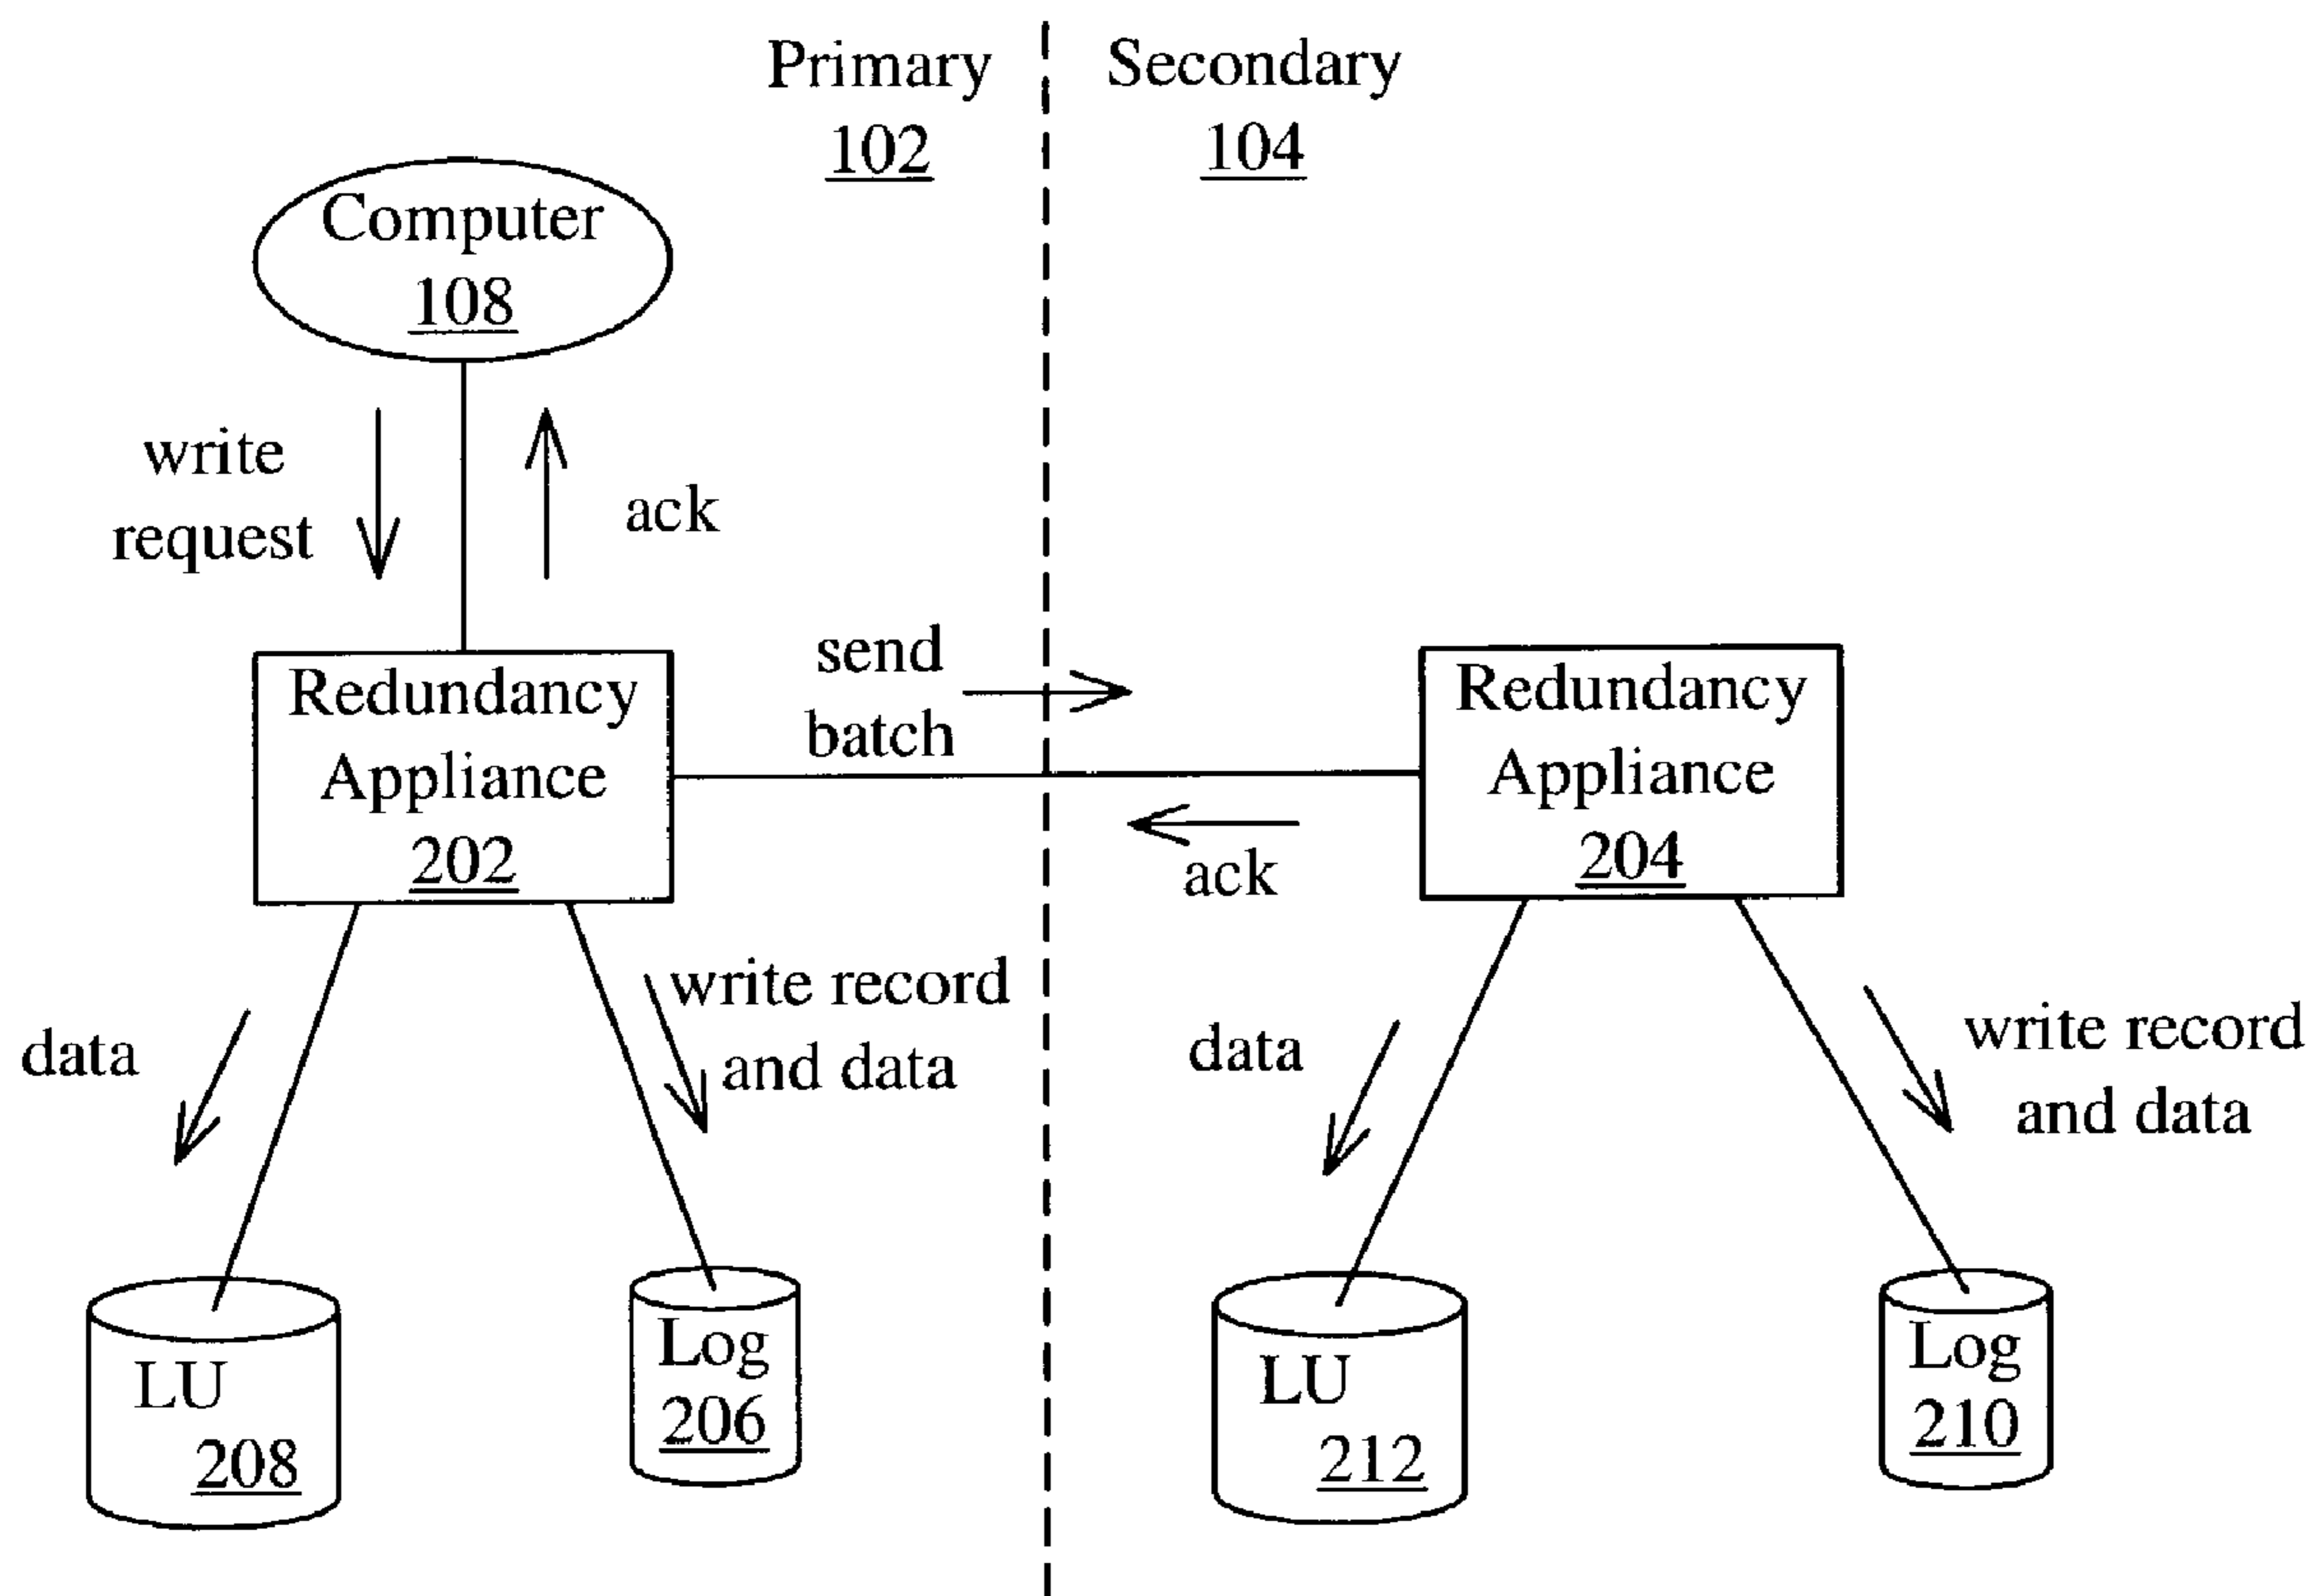 Primary
102
Secondary
104
Computer
108
write
request
ack
Redundancy
Appliance
202
send
batch
ack
Redundancy
Appliance
204
data
write record
and data
data
write record
and data
LU
208
Log
206
LU
212
Log
210